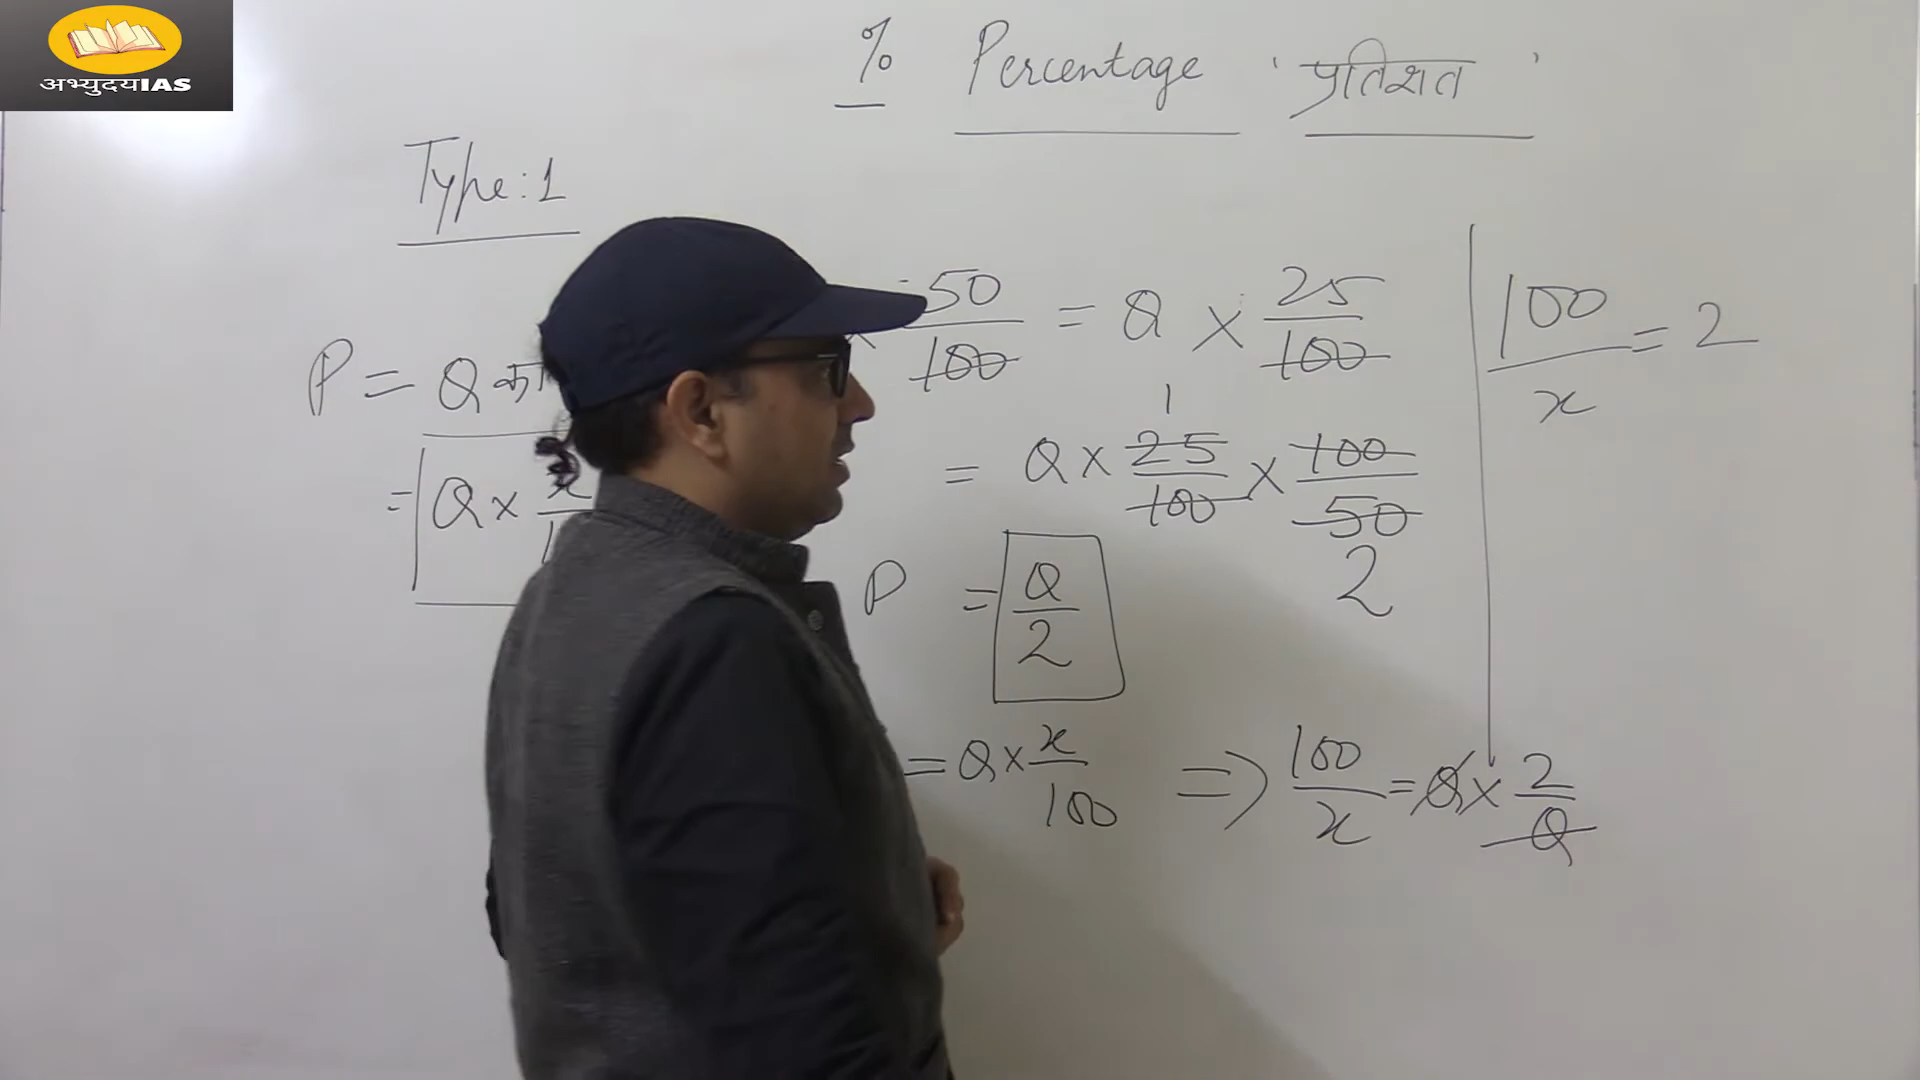 अभ्युदयIAS
% Percentage 'प्रतिशत'
Type:1
P = Q का
= Q × x
50/100 = Q × 25/100
= Q × 25/100 × 100/50
1
2
P = Q/2
= Q × x/100 ⇒ 100/x = Q × 2/Q
100/x = 2